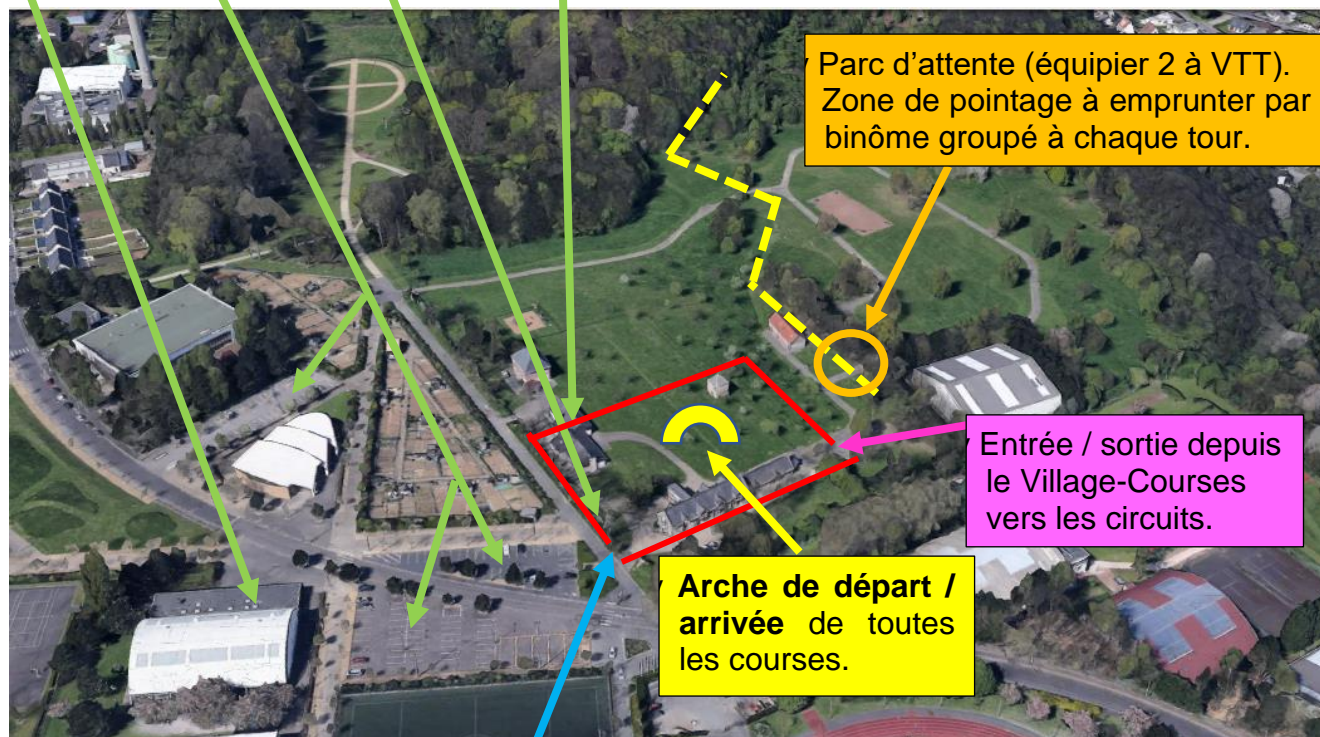 Parc d’attente (équipier 2 à VTT).
Zone de pointage à emprunter par
binôme groupé à chaque tour.
Entrée / sortie depuis
le Village-Courses
vers les circuits.
Arche de départ /
arrivée de toutes
les courses.